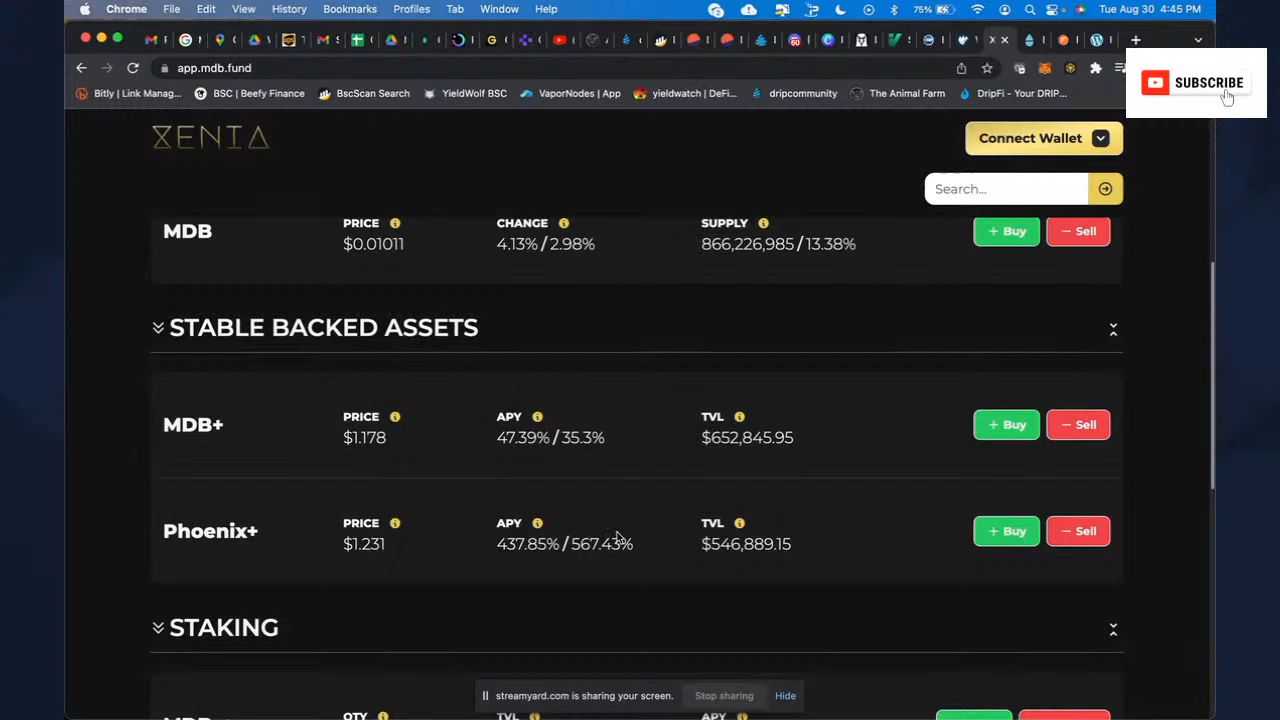 Chrome File Edit View History Bookmarks Profiles Tab Window Help 75% Tue Aug 30 4:45 PM
app.mdb.fund
SUBSCRIBE
Bitly | Link Manag... BSC | Beefy Finance BscScan Search YieldWolf BSC VaporNodes | App yieldwatch | DeFi... dripcommunity The Animal Farm DripFi - Your DRIP...
XENIA
Connect Wallet
Search...
MDB
PRICE CHANGE SUPPLY
$0.01011 4.13% / 2.98% 866,226,985 / 13.38%
+ Buy − Sell
STABLE BACKED ASSETS
MDB+
PRICE APY TVL
$1.178 47.39% / 35.3% $652,845.95
+ Buy − Sell
Phoenix+
PRICE APY TVL
$1.231 437.85% / 567.43% $546,889.15
+ Buy − Sell
STAKING
streamyard.com is sharing your screen. Stop sharing Hide
QTY TVL APY